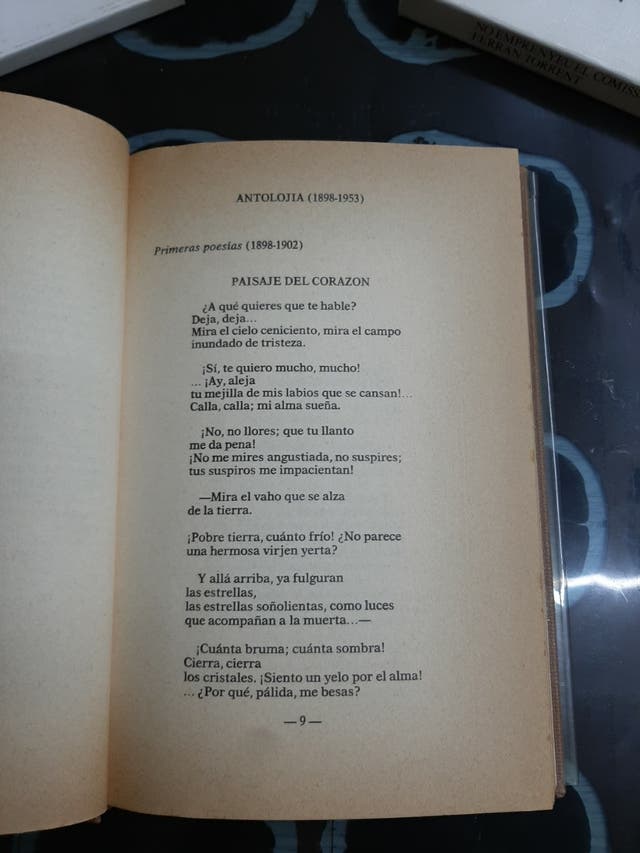 NO EMPRENYEU EL COMISS
FERRAN TORRENT
ANTOLOJIA (1898-1953)
Primeras poesías (1898-1902)
PAISAJE DEL CORAZON
¿A qué quieres que te hable?
Deja, deja...
Mira el cielo ceniciento, mira el campo
inundado de tristeza.
¡Sí, te quiero mucho, mucho!
... ¡Ay, aleja
tu mejilla de mis labios que se cansan!...
Calla, calla; mi alma sueña.
¡No, no llores; que tu llanto
me da pena!
¡No me mires angustiada, no suspires;
tus suspiros me impacientan!
—Mira el vaho que se alza
de la tierra.
¡Pobre tierra, cuánto frío! ¿No parece
una hermosa virjen yerta?
Y allá arriba, ya fulguran
las estrellas,
las estrellas soñolientas, como luces
que acompañan a la muerta...—
¡Cuánta bruma; cuánta sombra!
Cierra, cierra
los cristales. ¡Siento un yelo por el alma!
... ¿Por qué, pálida, me besas?
—9—